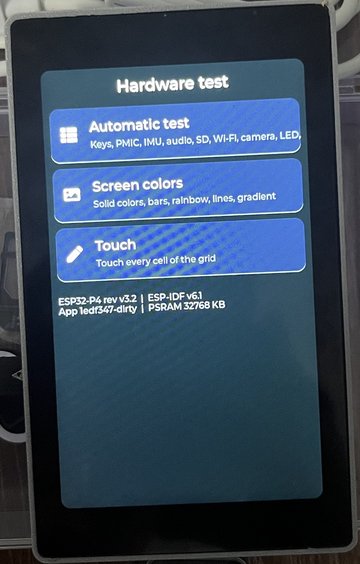 Hardware test
Automatic test
Keys, PMIC, IMU, audio, SD, Wi-Fi, camera, LED,
Screen colors
Solid colors, bars, rainbow, lines, gradient
Touch
Touch every cell of the grid
ESP32-P4 rev v3.2 | ESP-IDF v6.1
App 1edf347-dirty | PSRAM 32768 KB